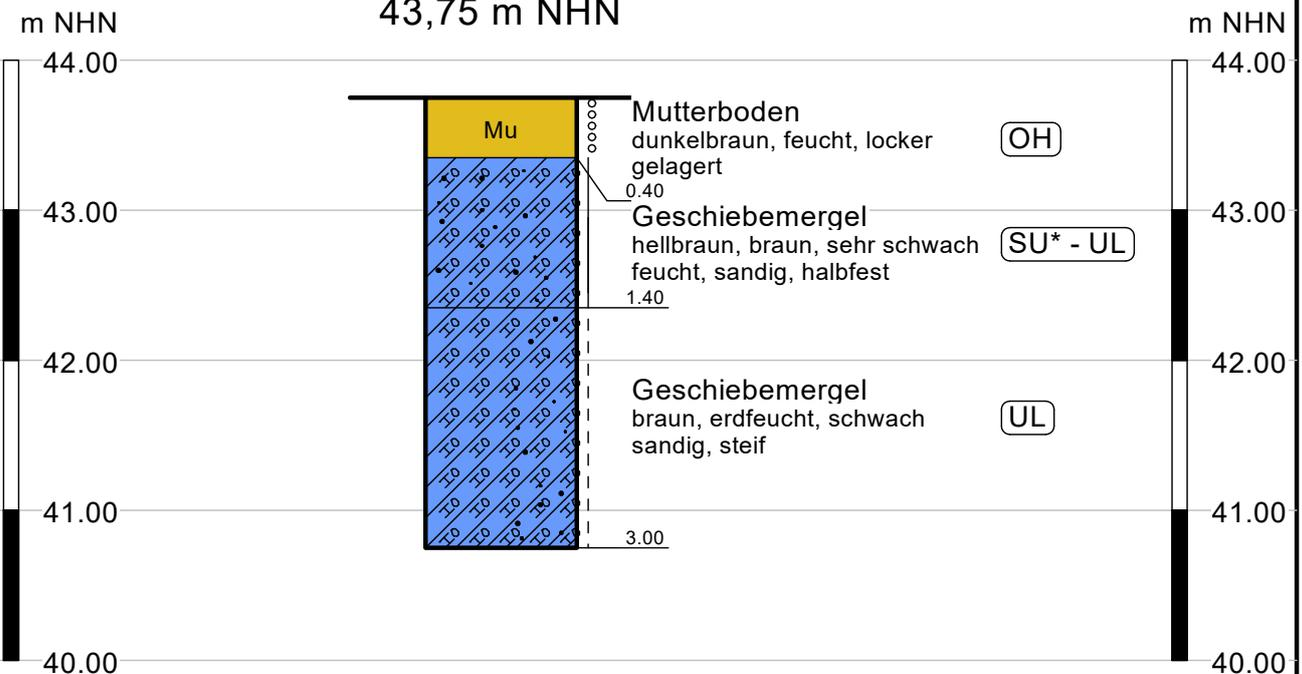 43,75 m NHN
m NHN
m NHN
44.00
44.00
Mu
Mutterboden
dunkelbraun, feucht, locker
gelagert
OH
0.40
43.00
43.00
Geschiebemergel
hellbraun, braun, sehr schwach
feucht, sandig, halbfest
SU* - UL
1.40
42.00
42.00
Geschiebemergel
braun, erdfeucht, schwach
sandig, steif
UL
41.00
41.00
3.00
40.00
40.00